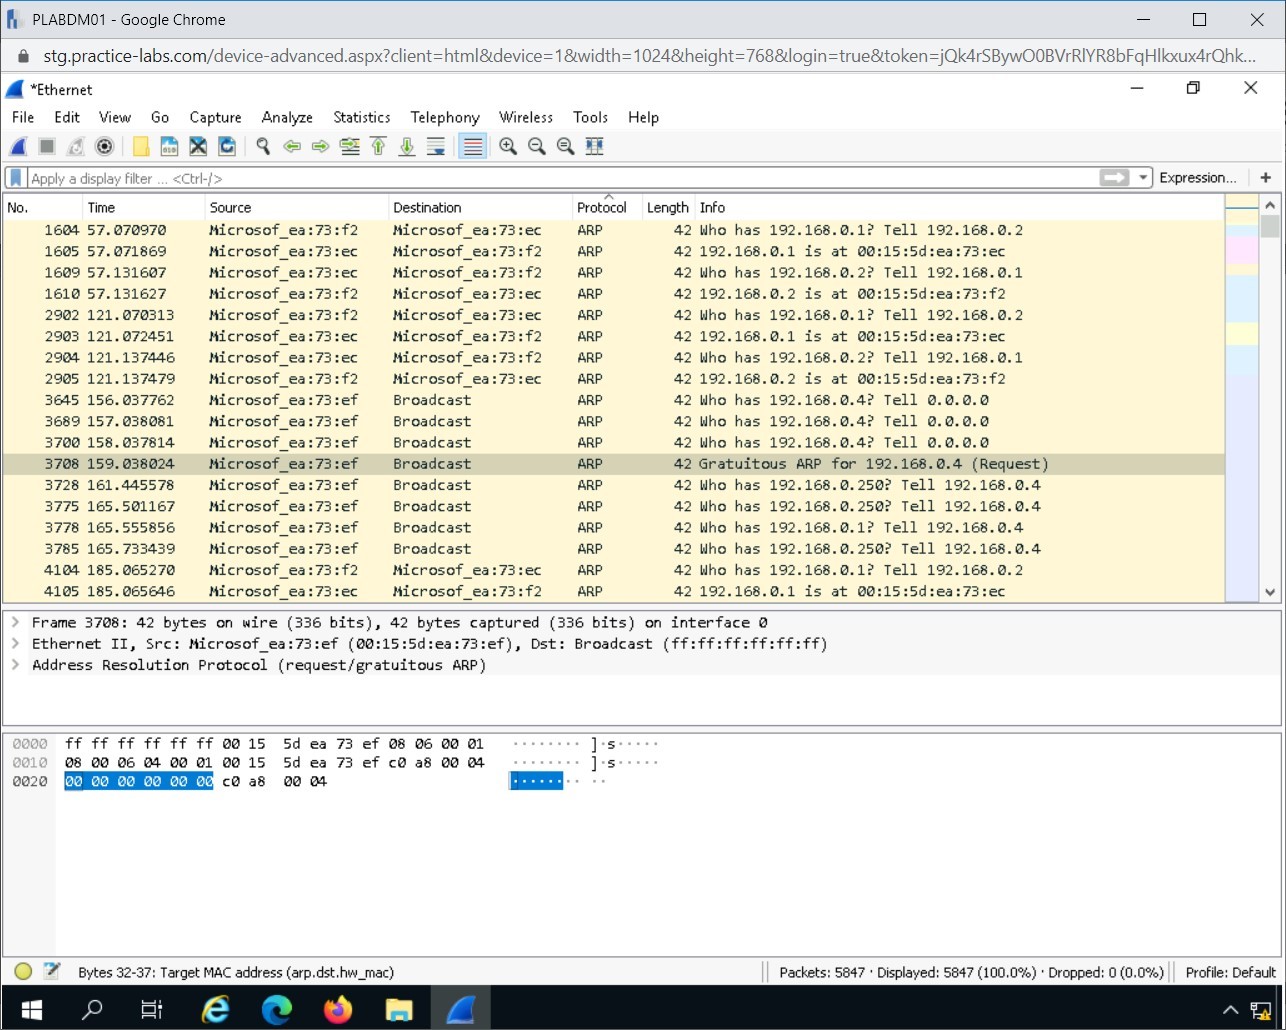 PLABDM01 - Google Chrome
stg.practice-labs.com/device-advanced.aspx?client=html&device=1&width=1024&height=768&login=true&token=jQk4rSBywO0BVrRlYR8bFqHlkxux4rQhk...
*Ethernet
File Edit View Go Capture Statistics Analyze Telephony Wireless Tools Help
Apply a display filter ... <Ctrl-/> Expression... +
No. Time Source Destination Protocol Length Info
1604 57.070970 Microsof_ea:73:f2 Microsof_ea:73:ec ARP 42 Who has 192.168.0.1? Tell 192.168.0.2
1605 57.071869 Microsof_ea:73:ec Microsof_ea:73:f2 ARP 42 192.168.0.1 is at 00:15:5d:ea:73:ec
1609 57.131607 Microsof_ea:73:ec Microsof_ea:73:f2 ARP 42 Who has 192.168.0.2? Tell 192.168.0.1
1610 57.131627 Microsof_ea:73:f2 Microsof_ea:73:ec ARP 42 192.168.0.2 is at 00:15:5d:ea:73:f2
2902 121.070313 Microsof_ea:73:f2 Microsof_ea:73:ec ARP 42 Who has 192.168.0.1? Tell 192.168.0.2
2903 121.072451 Microsof_ea:73:ec Microsof_ea:73:f2 ARP 42 192.168.0.1 is at 00:15:5d:ea:73:ec
2904 121.137446 Microsof_ea:73:ec Microsof_ea:73:f2 ARP 42 Who has 192.168.0.2? Tell 192.168.0.1
2905 121.137479 Microsof_ea:73:f2 Microsof_ea:73:ec ARP 42 192.168.0.2 is at 00:15:5d:ea:73:f2
3645 156.037762 Microsof_ea:73:ef Broadcast ARP 42 Who has 192.168.0.4? Tell 0.0.0.0
3689 157.038081 Microsof_ea:73:ef Broadcast ARP 42 Who has 192.168.0.4? Tell 0.0.0.0
3700 158.037814 Microsof_ea:73:ef Broadcast ARP 42 Who has 192.168.0.4? Tell 0.0.0.0
3708 159.038024 Microsof_ea:73:ef Broadcast ARP 42 Gratuitous ARP for 192.168.0.4 (Request)
3728 161.445578 Microsof_ea:73:ef Broadcast ARP 42 Who has 192.168.0.250? Tell 192.168.0.4
3775 165.501167 Microsof_ea:73:ef Broadcast ARP 42 Who has 192.168.0.250? Tell 192.168.0.4
3778 165.555856 Microsof_ea:73:ef Broadcast ARP 42 Who has 192.168.0.1? Tell 192.168.0.4
3785 165.733439 Microsof_ea:73:ef Broadcast ARP 42 Who has 192.168.0.250? Tell 192.168.0.4
4104 185.065270 Microsof_ea:73:f2 Microsof_ea:73:ec ARP 42 Who has 192.168.0.1? Tell 192.168.0.2
4105 185.065646 Microsof_ea:73:ec Microsof_ea:73:f2 ARP 42 192.168.0.1 is at 00:15:5d:ea:73:ec
Frame 3708: 42 bytes on wire (336 bits), 42 bytes captured (336 bits) on interface 0
Ethernet II, Src: Microsof_ea:73:ef (00:15:5d:ea:73:ef), Dst: Broadcast (ff:ff:ff:ff:ff:ff)
Address Resolution Protocol (request/gratuitous ARP)
0000 ff ff ff ff ff ff 00 15 5d ea 73 ef 08 06 00 01 ········ ]·s·····
0010 08 00 06 04 00 01 00 15 5d ea 73 ef c0 a8 00 04 ········ ]·s·····
0020 00 00 00 00 00 00 c0 a8 00 04 ········ ··
Bytes 32-37: Target MAC address (arp.dst.hw_mac) Packets: 5847 · Displayed: 5847 (100.0%) · Dropped: 0 (0.0%) Profile: Default